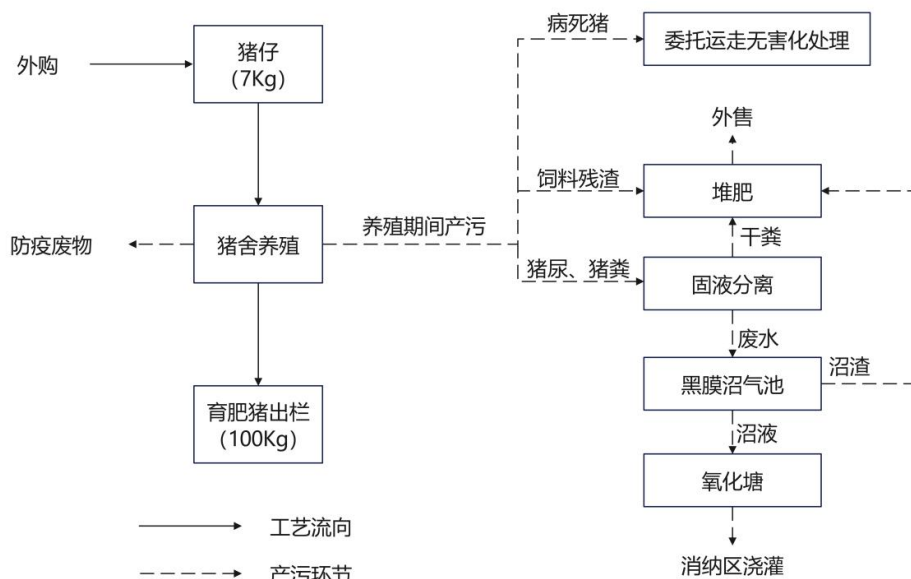 病死猪
委托运走无害化处理
外购
猪仔
(7Kg)
外售
饲料残渣
堆肥
防疫废物
猪舍养殖
养殖期间产污
干粪
猪尿、猪粪
固液分离
废水
黑膜沼气池
沼渣
育肥猪出栏
(100Kg)
沼液
氧化塘
工艺流向
消纳区浇灌
产污环节